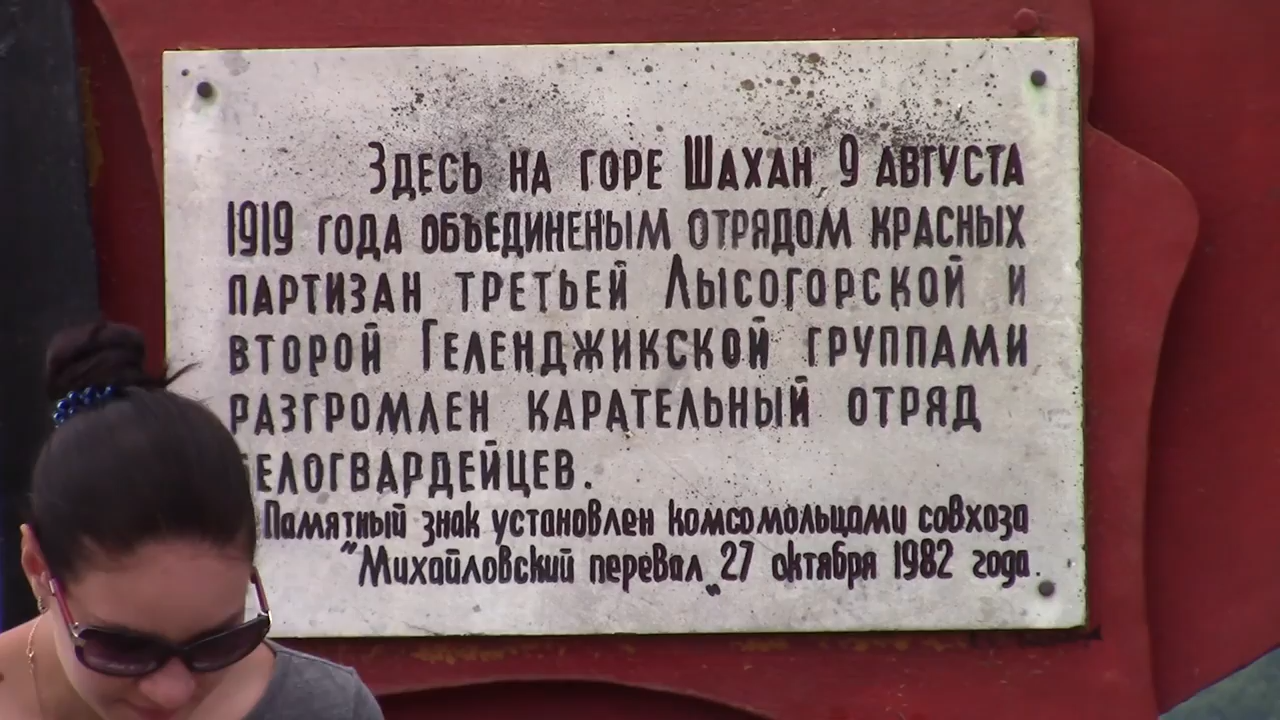 Здесь на горе Шахан 9 августа
1919 года объединеным отрядом красных
партизан третьей Лысогорской и
второй Геленджикской группами
разгромлен карательный отряд
белогвардейцев.
Памятный знак установлен комсомольцами совхоза
"Михайловский перевал„ 27 октября 1982 года.